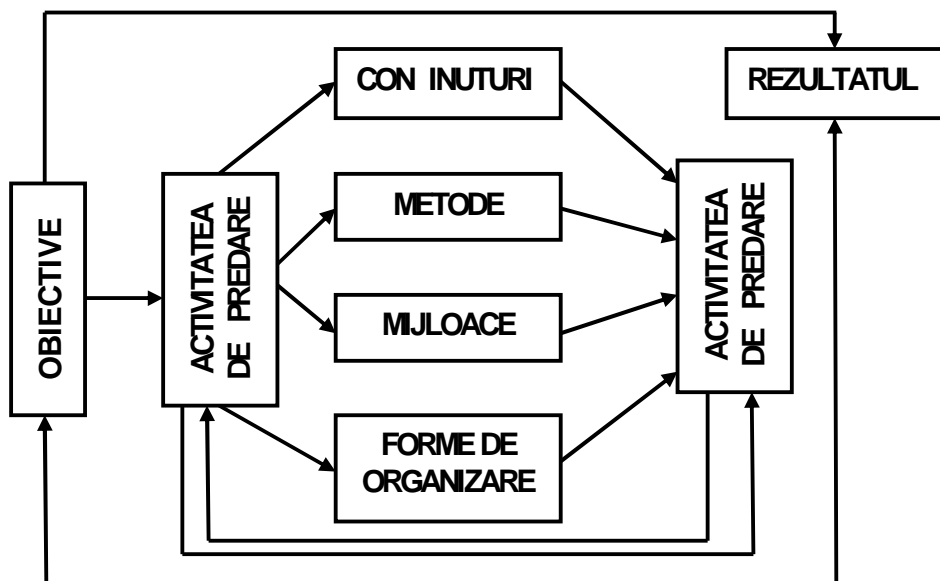 CON INUTURI
REZULTATUL
OBIECTIVE
ACTIVITATEA
DE PREDARE
METODE
MIJLOACE
FORME DE
ORGANIZARE
ACTIVITATEA
DE PREDARE